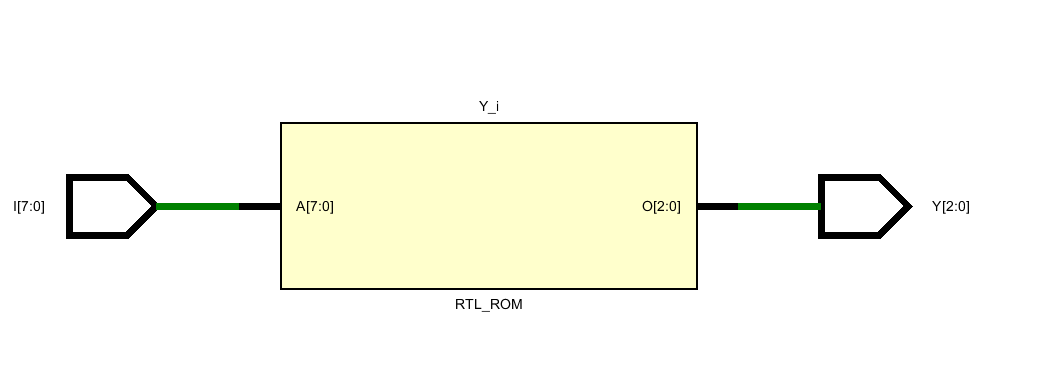 Y_i
I[7:0]
A[7:0]
O[2:0]
Y[2:0]
RTL_ROM